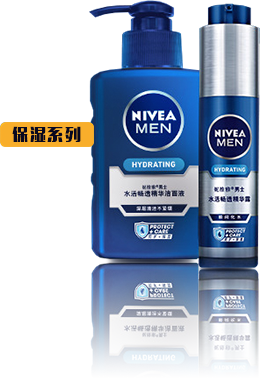 保湿系列
NIVEA
MEN
HYDRATING
妮维雅®男士
水活畅透精华洁面液
深层清洁不紧绷
PROTECT
& CARE
NIVEA
MEN
HYDRATING
妮维雅®男士
水活畅透精华露
PROTECT
& CARE